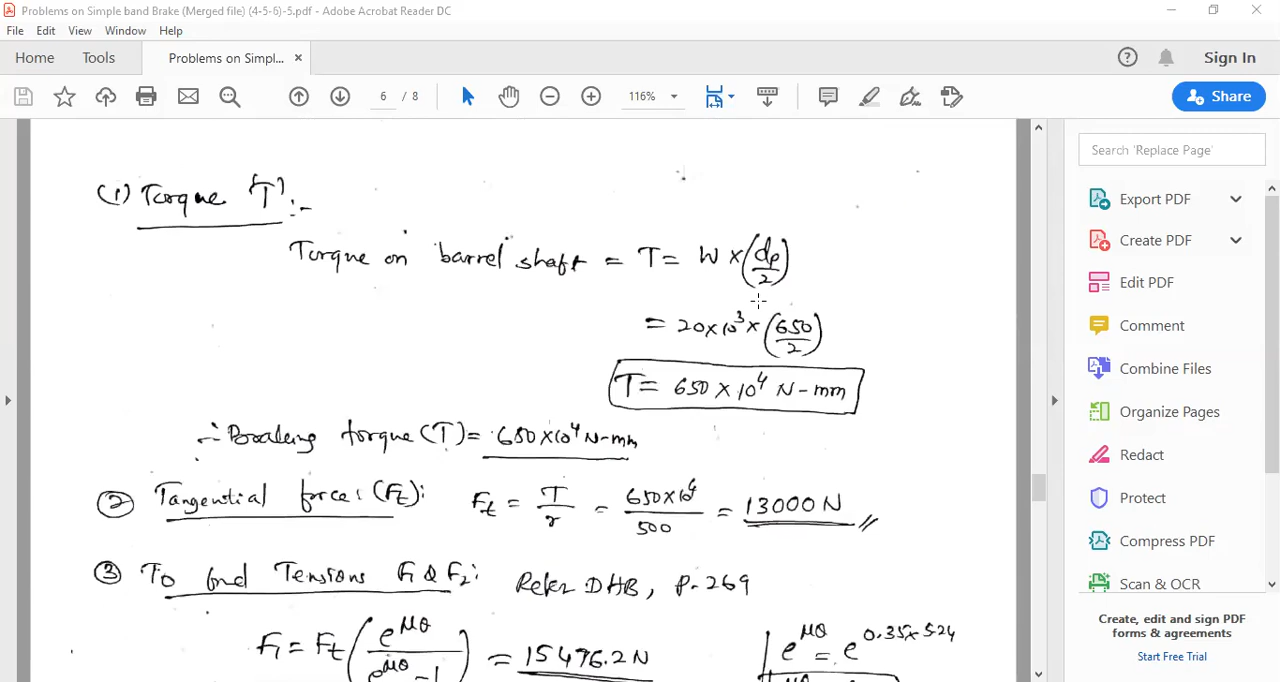 Problems on Simple band Brake (Merged file) (4-5-6)-5.pdf - Adobe Acrobat Reader DC
File Edit View Window Help
Home Tools Problems on Simpl... ×
Sign In
6 / 8 116% Share
Search 'Replace Page'
Export PDF
Create PDF
Edit PDF
Comment
Combine Files
Organize Pages
Redact
Protect
Compress PDF
Scan & OCR
Create, edit and sign PDF
forms & agreements
Start Free Trial
(1) Torque 'T' :-
Torque on 'barrel' shaft = T = W × (dp/2)
= 20×10³ × (650/2)
T = 650 × 10⁴ N-mm
∴ Braking torque (T) = 650×10⁴ N-mm
② Tangential force: (Ft): Ft = T/r = 650×10⁴/500 = 13000 N //
③ To find Tensions F1 & F2: Refer DHB, P.269
F1 = Ft (e^μθ / e^μθ - 1) = 15476.2 N
e^μθ = e^0.35×5.24